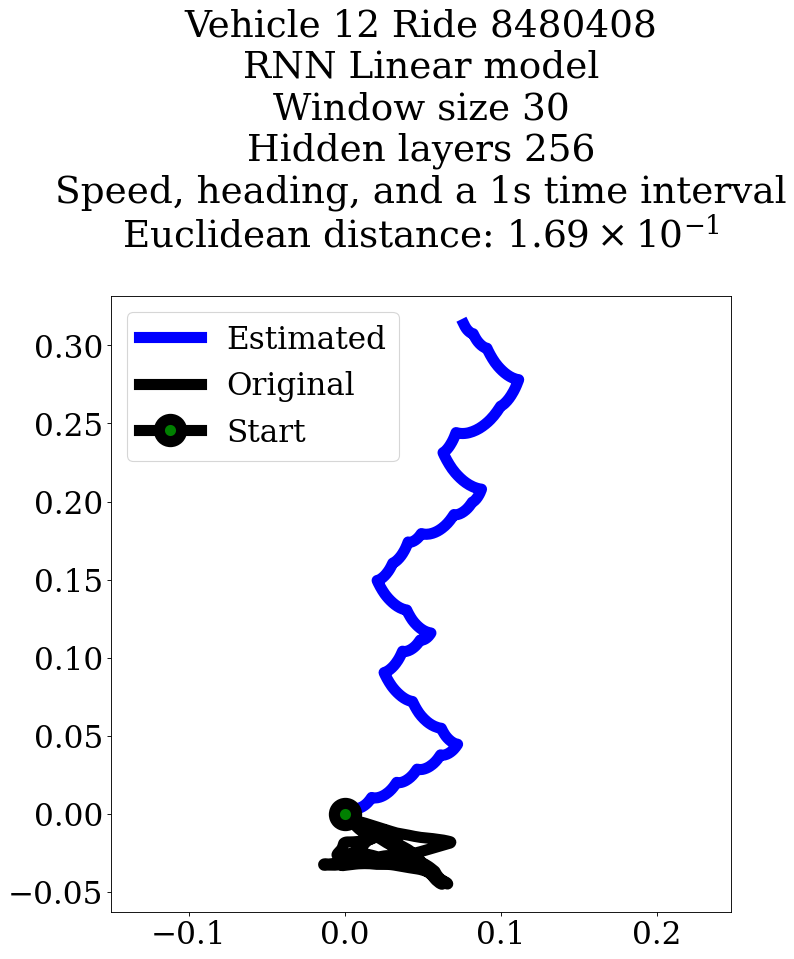 Vehicle 12 Ride 8480408
RNN Linear model
Window size 30
Hidden layers 256
Speed, heading, and a 1s time interval
Euclidean distance: 1.69 × 10⁻¹
Estimated
Original
Start
0.30
0.25
0.20
0.15
0.10
0.05
0.00
−0.05
−0.1 0.0 0.1 0.2